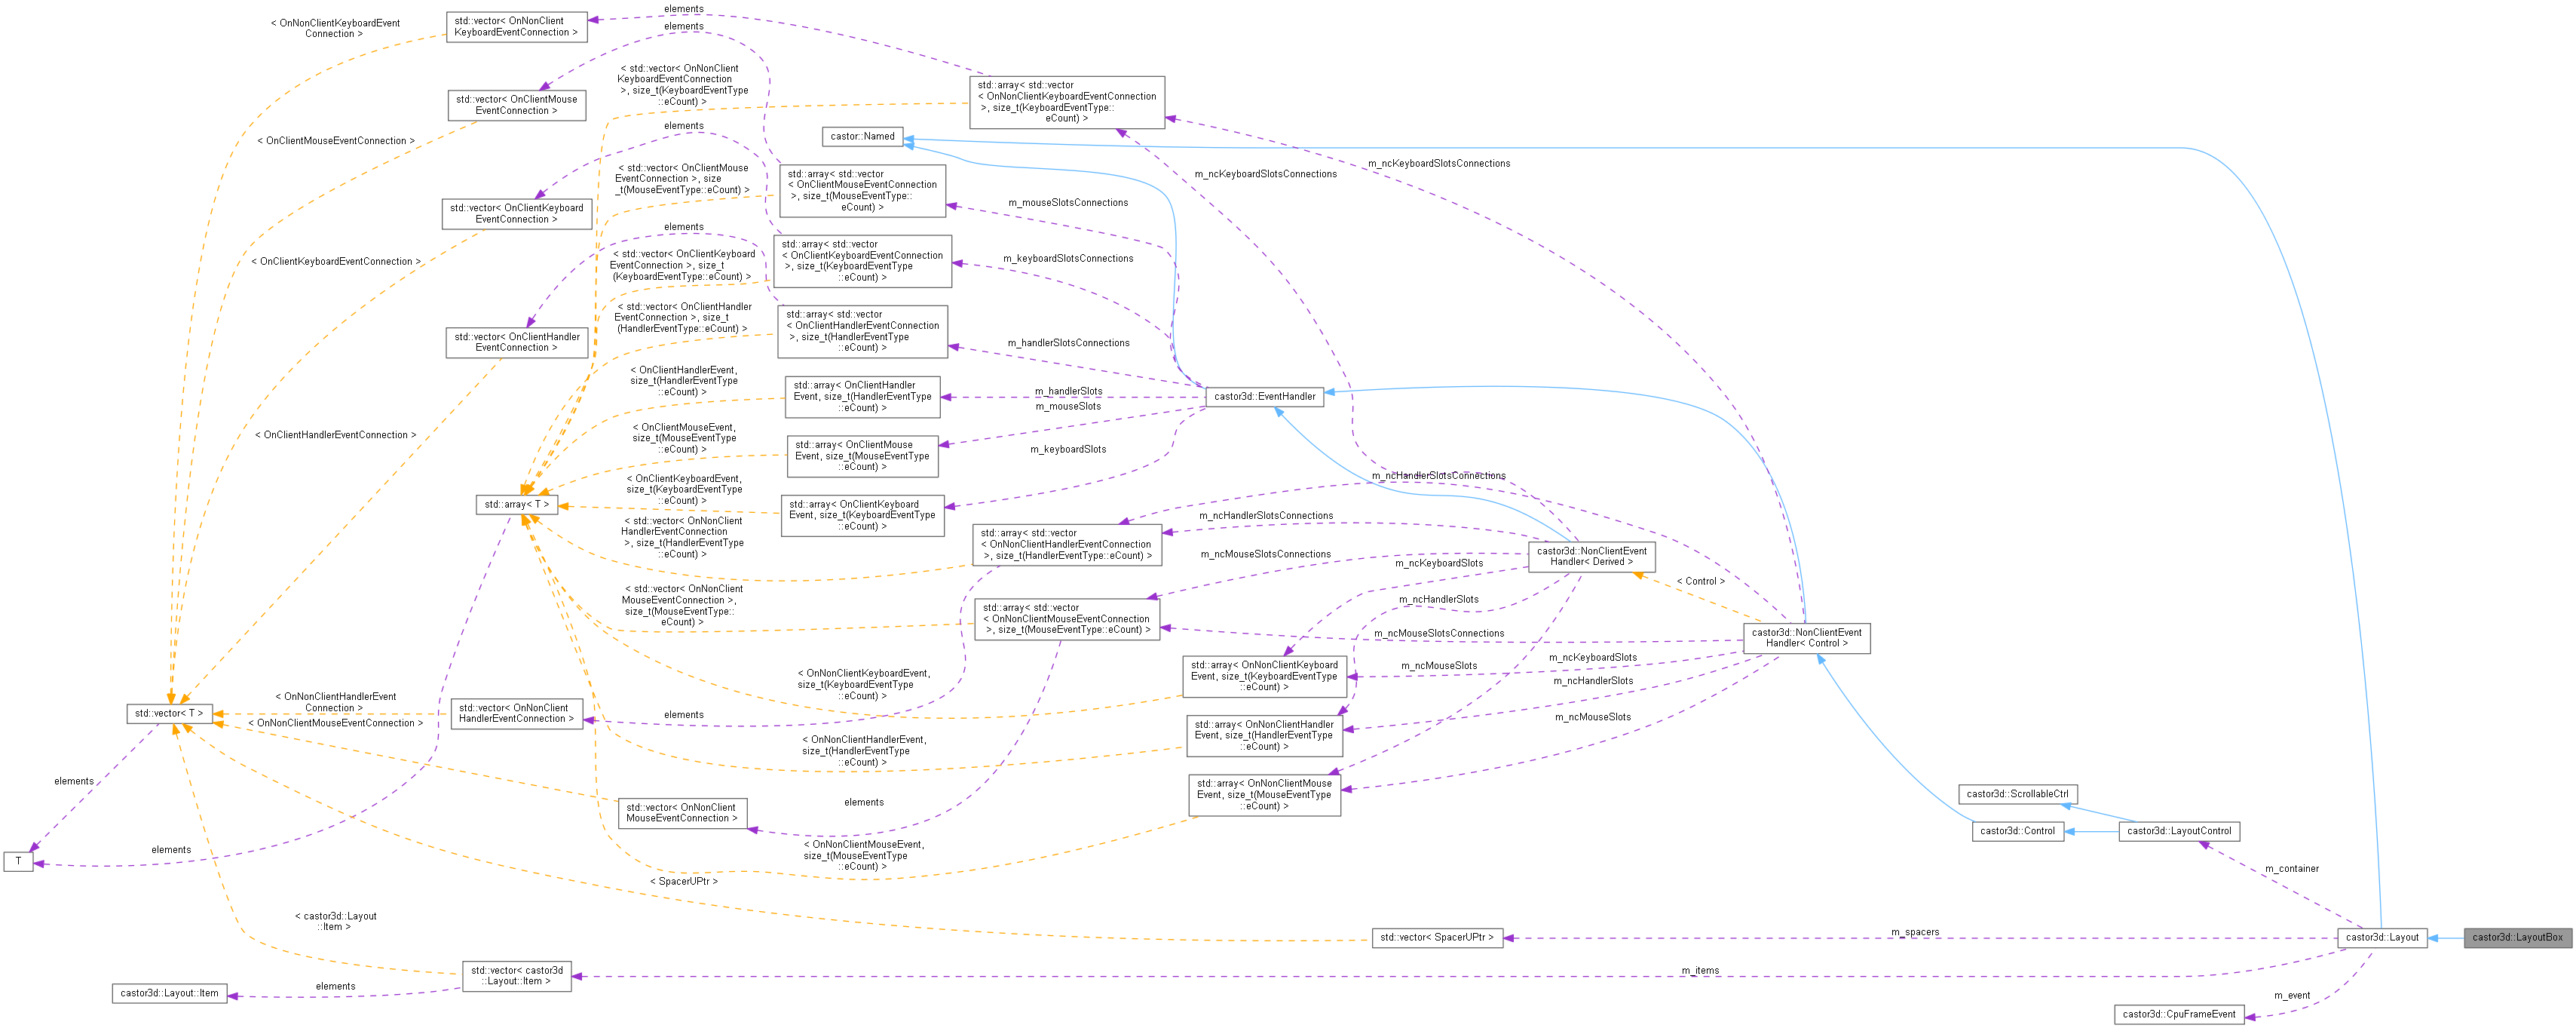 < OnNonClientKeyboardEvent
Connection >
std::vector< OnNonClient
KeyboardEventConnection >
elements
elements
std::vector< OnClientMouse
EventConnection >
< OnClientMouseEventConnection >
< std::vector< OnNonClient
KeyboardEventConnection
>, size_t(KeyboardEventType
::eCount) >
std::array< std::vector
< OnNonClientKeyboardEventConnection
>, size_t(KeyboardEventType::
eCount) >
castor::Named
elements
m_ncKeyboardSlotsConnections
m_ncKeyboardSlotsConnections
< std::vector< OnClientMouse
EventConnection >, size
_t(MouseEventType::eCount) >
std::array< std::vector
< OnClientMouseEventConnection
>, size_t(MouseEventType::
eCount) >
m_mouseSlotsConnections
std::vector< OnClientKeyboard
EventConnection >
elements
< OnClientKeyboardEventConnection >
< std::vector< OnClientKeyboard
EventConnection >, size_t
(KeyboardEventType::eCount) >
std::array< std::vector
< OnClientKeyboardEventConnection
>, size_t(KeyboardEventType
::eCount) >
m_keyboardSlotsConnections
std::vector< OnClientHandler
EventConnection >
< std::vector< OnClientHandler
EventConnection >, size_t
(HandlerEventType::eCount) >
std::array< std::vector
< OnClientHandlerEventConnection
>, size_t(HandlerEventType
::eCount) >
m_handlerSlotsConnections
< OnClientHandlerEvent,
size_t(HandlerEventType
::eCount) >
std::array< OnClientHandler
Event, size_t(HandlerEventType
::eCount) >
m_handlerSlots
castor3d::EventHandler
m_mouseSlots
< OnClientHandlerEventConnection >
< OnClientMouseEvent,
size_t(MouseEventType
::eCount) >
std::array< OnClientMouse
Event, size_t(MouseEventType
::eCount) >
m_keyboardSlots
std::array< T >
< OnClientKeyboardEvent,
size_t(KeyboardEventType
::eCount) >
std::array< OnClientKeyboard
Event, size_t(KeyboardEventType
::eCount) >
m_ncHandlerSlotsConnections
m_ncHandlerSlotsConnections
< std::vector< OnNonClient
HandlerEventConnection
>, size_t(HandlerEventType
::eCount) >
std::array< std::vector
< OnNonClientHandlerEventConnection
>, size_t(HandlerEventType::eCount) >
m_ncMouseSlotsConnections
castor3d::NonClientEvent
Handler< Derived >
m_ncKeyboardSlots
< Control >
< std::vector< OnNonClient
MouseEventConnection >,
size_t(MouseEventType::
eCount) >
std::array< std::vector
< OnNonClientMouseEventConnection
>, size_t(MouseEventType::eCount) >
m_ncHandlerSlots
m_ncMouseSlotsConnections
castor3d::NonClientEvent
Handler< Control >
< OnNonClientKeyboardEvent,
size_t(KeyboardEventType
::eCount) >
std::array< OnNonClientKeyboard
Event, size_t(KeyboardEventType
::eCount) >
m_ncMouseSlots
m_ncKeyboardSlots
m_ncHandlerSlots
std::vector< T >
< OnNonClientHandlerEvent
Connection >
< OnNonClientMouseEventConnection >
std::vector< OnNonClient
HandlerEventConnection >
elements
std::array< OnNonClientHandler
Event, size_t(HandlerEventType
::eCount) >
m_ncMouseSlots
< OnNonClientHandlerEvent,
size_t(HandlerEventType
::eCount) >
elements
std::array< OnNonClientMouse
Event, size_t(MouseEventType
::eCount) >
castor3d::ScrollableCtrl
std::vector< OnNonClient
MouseEventConnection >
elements
castor3d::Control
castor3d::LayoutControl
T
elements
< OnNonClientMouseEvent,
size_t(MouseEventType
::eCount) >
m_container
< SpacerUPtr >
< castor3d::Layout
::Item >
std::vector< SpacerUPtr >
m_spacers
castor3d::Layout
castor3d::LayoutBox
m_items
std::vector< castor3d
::Layout::Item >
elements
castor3d::Layout::Item
m_event
castor3d::CpuFrameEvent